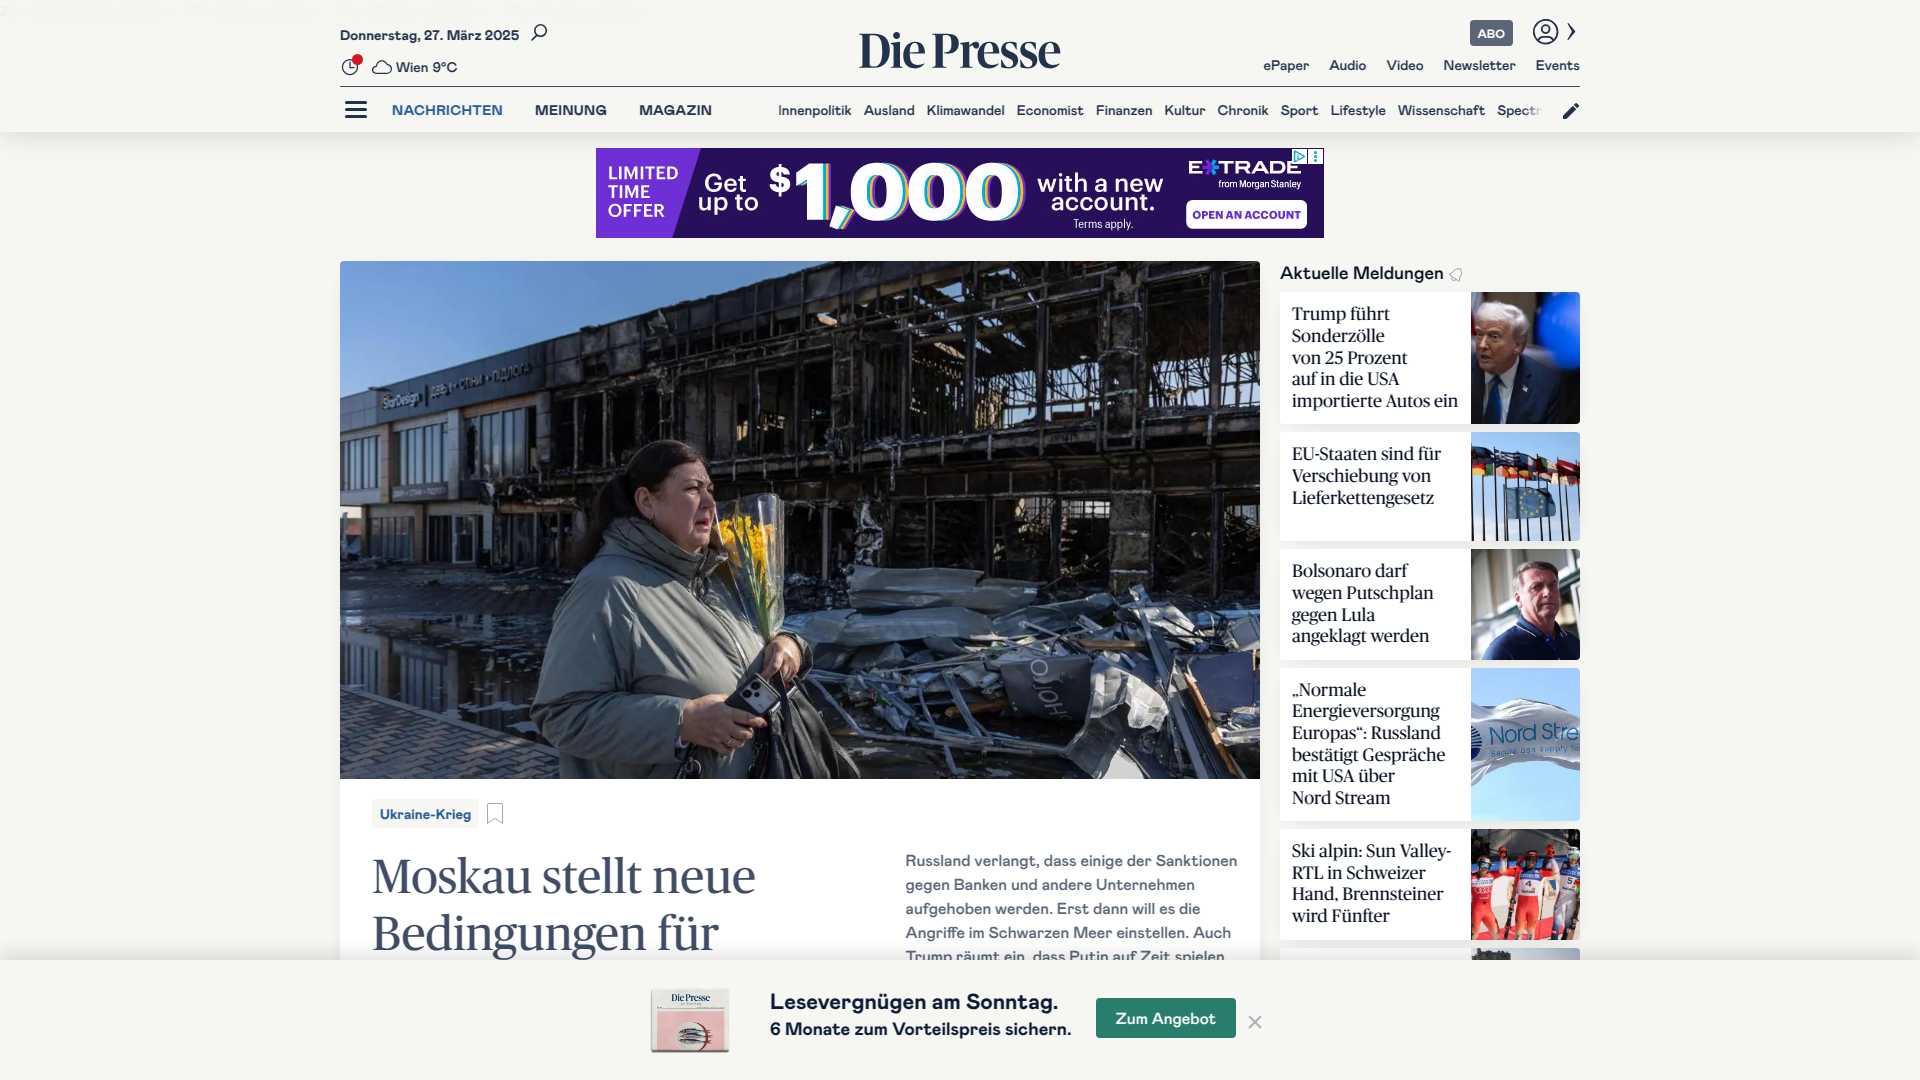 Donnerstag, 27. März 2025
Wien 9°C
Die Presse
ABO
ePaper Audio Video Newsletter Events
NACHRICHTEN MEINUNG MAGAZIN
Innenpolitik Ausland Klimawandel Economist Finanzen Kultur Chronik Sport Lifestyle Wissenschaft Spectr
LIMITED
TIME
OFFER
Get
up to
$1,000
with a new
account.
Terms apply.
E*TRADE
from Morgan Stanley
OPEN AN ACCOUNT
StarDesign
Ukraine-Krieg
Moskau stellt neue
Bedingungen für
Russland verlangt, dass einige der Sanktionen
gegen Banken und andere Unternehmen
aufgehoben werden. Erst dann will es die
Angriffe im Schwarzen Meer einstellen. Auch
Trump räumt ein, dass Putin auf Zeit spielen
Aktuelle Meldungen
Trump führt
Sonderzölle
von 25 Prozent
auf in die USA
importierte Autos ein
EU-Staaten sind für
Verschiebung von
Lieferkettengesetz
Bolsonaro darf
wegen Putschplan
gegen Lula
angeklagt werden
„Normale
Energieversorgung
Europas“: Russland
bestätigt Gespräche
mit USA über
Nord Stream
Nord Stre
Ski alpin: Sun Valley-
RTL in Schweizer
Hand, Brennsteiner
wird Fünfter
Die Presse
Lesevergnügen am Sonntag.
6 Monate zum Vorteilspreis sichern.
Zum Angebot